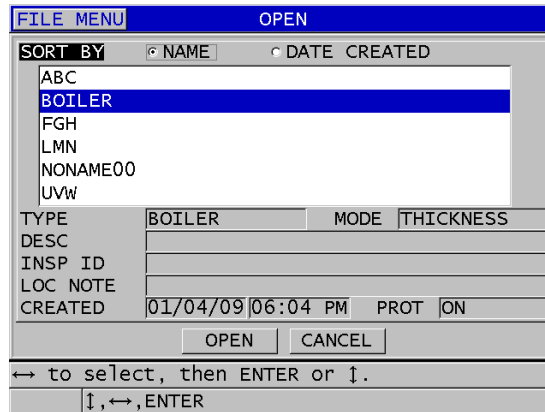 FILE MENU OPEN
SORT BY NAME DATE CREATED
ABC
BOILER
FGH
LMN
NONAME00
UVW
TYPE BOILER MODE THICKNESS
DESC
INSP ID
LOC NOTE
CREATED 01/04/09 06:04 PM PROT ON
OPEN CANCEL
↔ to select, then ENTER or ↕.
↕,↔,ENTER